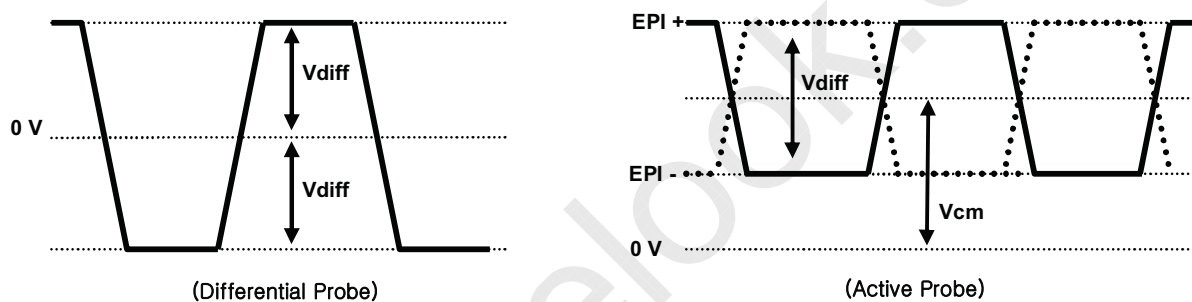 Vdiff
0 V
Vdiff
(Differential Probe)
EPI +
Vdiff
EPI -
Vcm
0 V
(Active Probe)